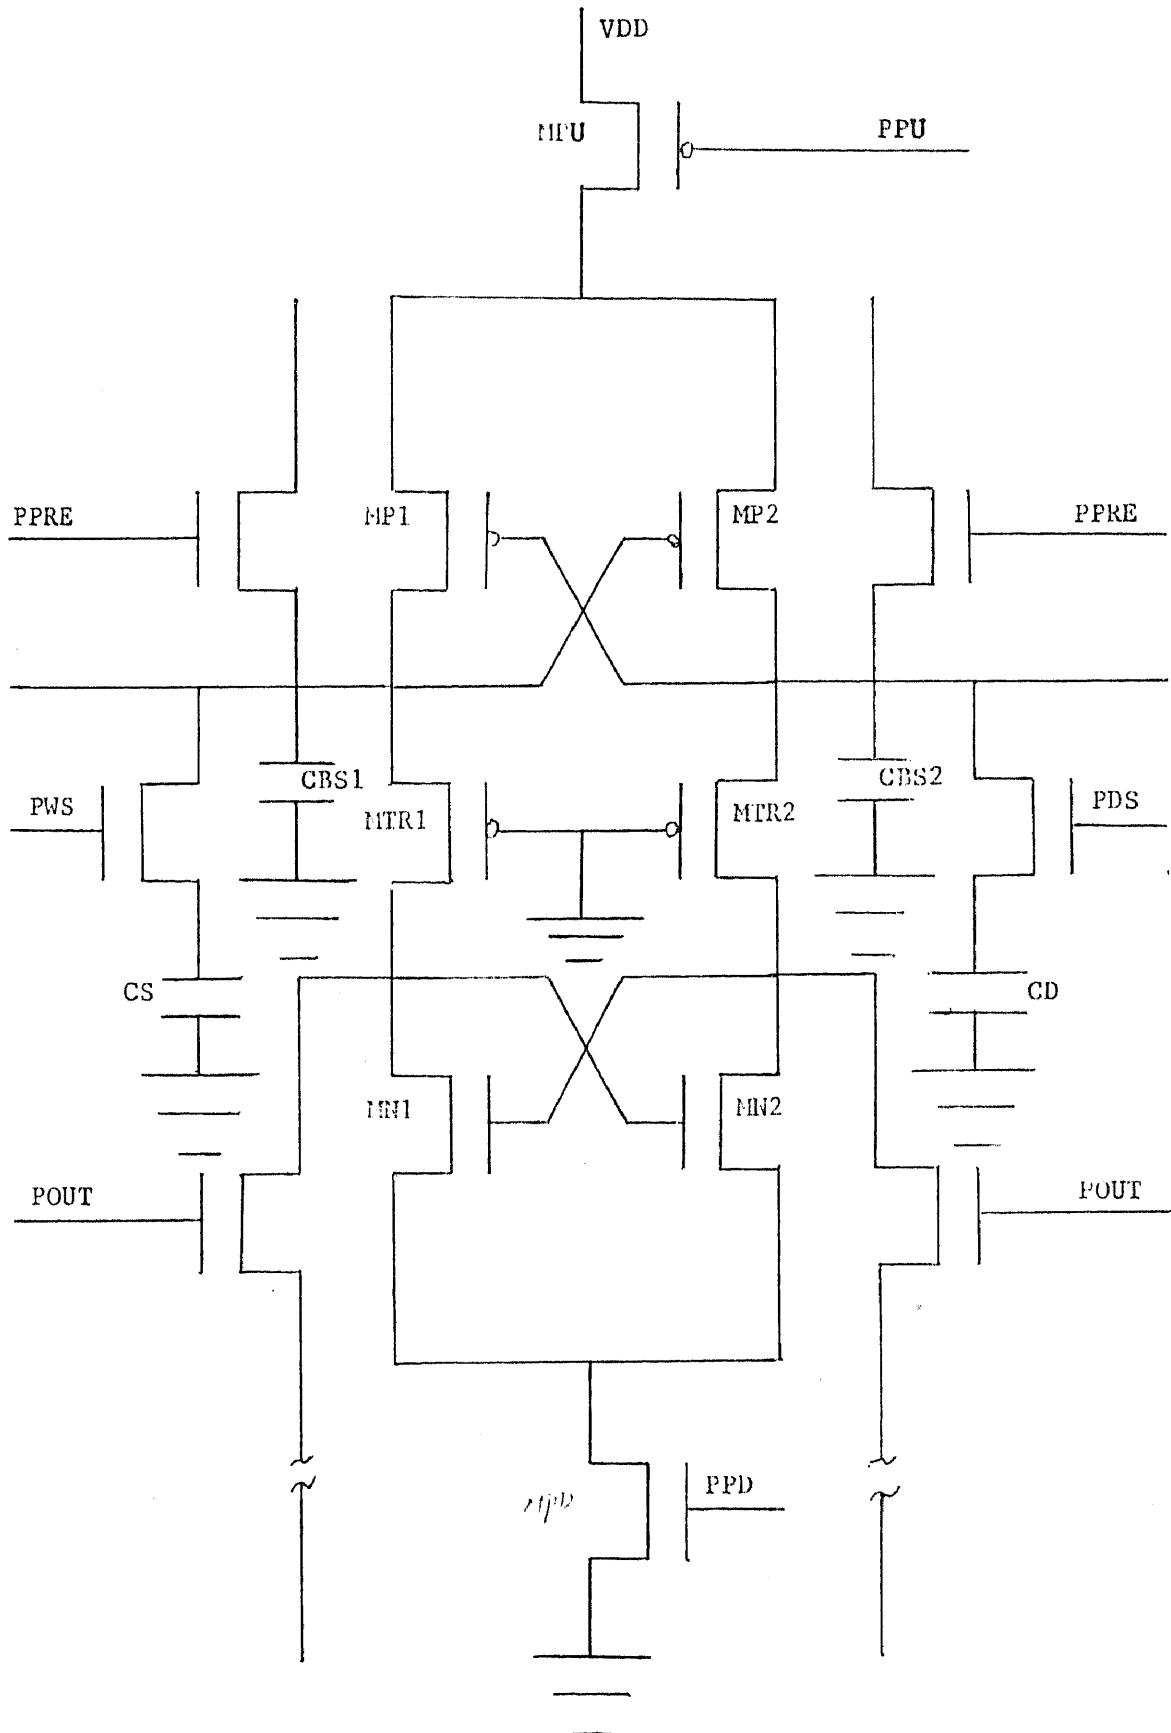 VDD
MPU PPU
PPRE MP1 MP2 PPRE
PWS CBS1 MTR1 MTR2 CBS2 PDS
CS CD
MN1 MN2
POUT POUT
PPD